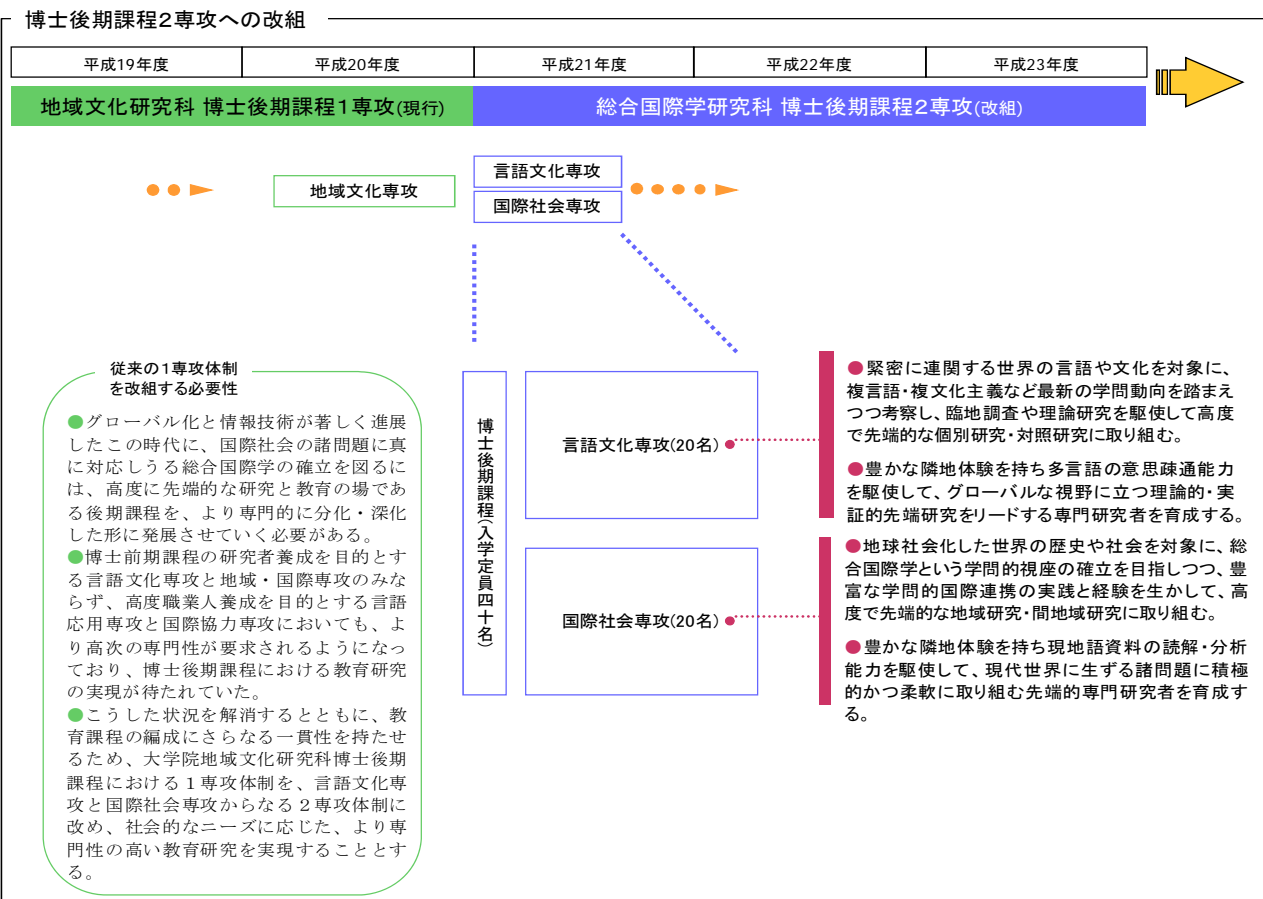 博士後期課程2専攻への改組
平成19年度
平成20年度
平成21年度
平成22年度
平成23年度
地域文化研究科 博士後期課程1専攻(現行)
総合国際学研究科 博士後期課程2専攻(改組)
地域文化専攻
言語文化専攻
国際社会専攻
従来の1専攻体制
を改組する必要性
●グローバル化と情報技術が著しく進展
したこの時代に、国際社会の諸問題に真
に対応しうる総合国際学の確立を図るに
は、高度に先端的な研究と教育の場であ
る後期課程を、より専門的に分化・深化
した形に発展させていく必要がある。
●博士前期課程の研究者養成を目的とす
る言語文化専攻と地域・国際専攻のみな
らず、高度職業人養成を目的とする言語
応用専攻と国際協力専攻においても、よ
り高次の専門性が要求されるようになっ
ており、博士後期課程における教育研究
の実現が待たれていた。
●こうした状況を解消するとともに、教
育課程の編成にさらなる一貫性を持たせ
るため、大学院地域文化研究科博士後期
課程における１専攻体制を、言語文化専
攻と国際社会専攻からなる２専攻体制に
改め、社会的なニーズに応じた、より専
門性の高い教育研究を実現することとす
る。
博士後期課程(入学定員四十名)
言語文化専攻(20名)
国際社会専攻(20名)
●緊密に連関する世界の言語や文化を対象に、
複言語・複文化主義など最新の学問動向を踏まえ
つつ考察し、臨地調査や理論研究を駆使して高度
で先端的な個別研究・対照研究に取り組む。
●豊かな隣地体験を持ち多言語の意思疎通能力
を駆使して、グローバルな視野に立つ理論的・実
証的先端研究をリードする専門研究者を育成する。
●地球社会化した世界の歴史や社会を対象に、総
合国際学という学問的視座の確立を目指しつつ、豊
富な学問的国際連携の実践と経験を生かして、高
度で先端的な地域研究・間地域研究に取り組む。
●豊かな隣地体験を持ち現地語資料の読解・分析
能力を駆使して、現代世界に生ずる諸問題に積極
的かつ柔軟に取り組む先端的専門研究者を育成す
る。